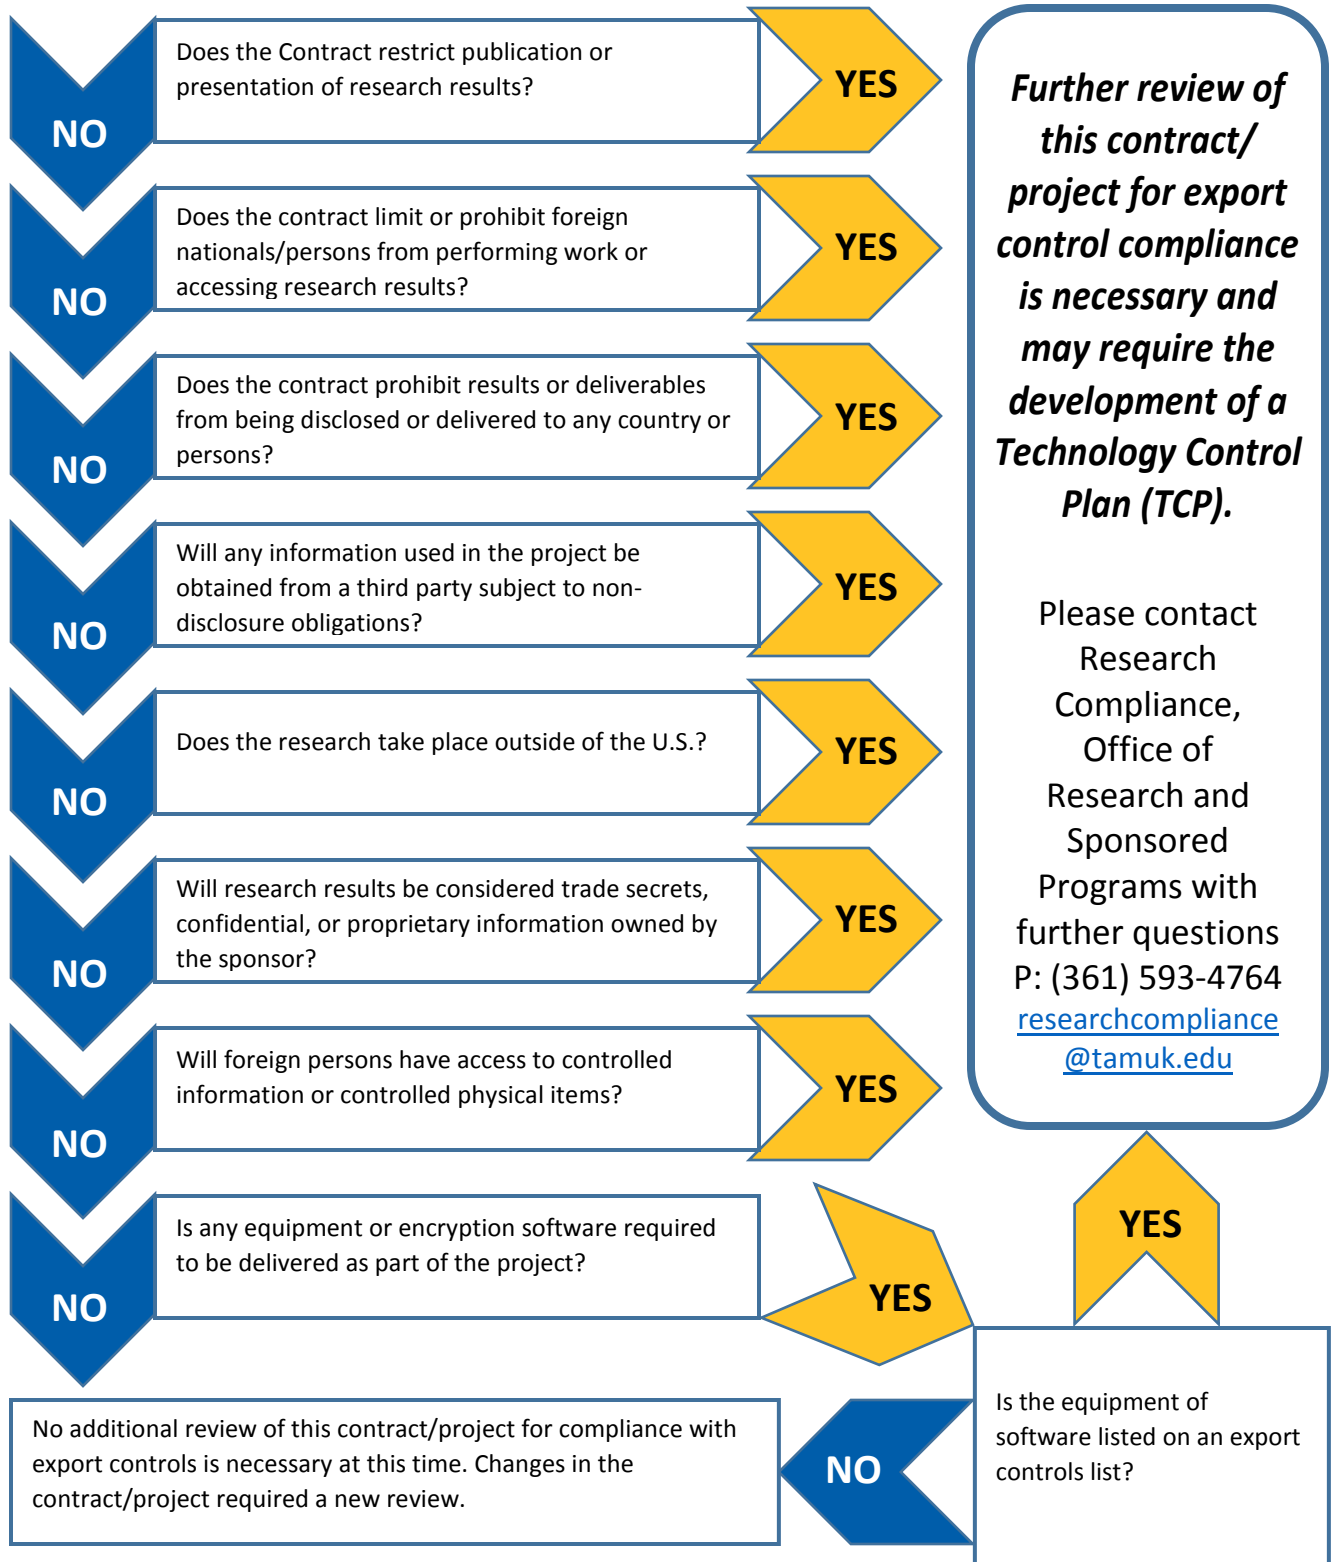 Does the Contract restrict publication or
presentation of research results?
YES
NO
Does the contract limit or prohibit foreign
nationals/persons from performing work or
accessing research results?
YES
NO
Does the contract prohibit results or deliverables
from being disclosed or delivered to any country or
persons?
YES
NO
Will any information used in the project be
obtained from a third party subject to non-
disclosure obligations?
YES
NO
Does the research take place outside of the U.S.?
YES
NO
Will research results be considered trade secrets,
confidential, or proprietary information owned by
the sponsor?
YES
NO
Will foreign persons have access to controlled
information or controlled physical items?
YES
NO
Is any equipment or encryption software required
to be delivered as part of the project?
YES
NO
Is the equipment of
software listed on an export
controls list?
YES
NO
No additional review of this contract/project for compliance with
export controls is necessary at this time. Changes in the
contract/project required a new review.
Further review of
this contract/
project for export
control compliance
is necessary and
may require the
development of a
Technology Control
Plan (TCP).
Please contact
Research
Compliance,
Office of
Research and
Sponsored
Programs with
further questions
P: (361) 593-4764
researchcompliance
@tamuk.edu